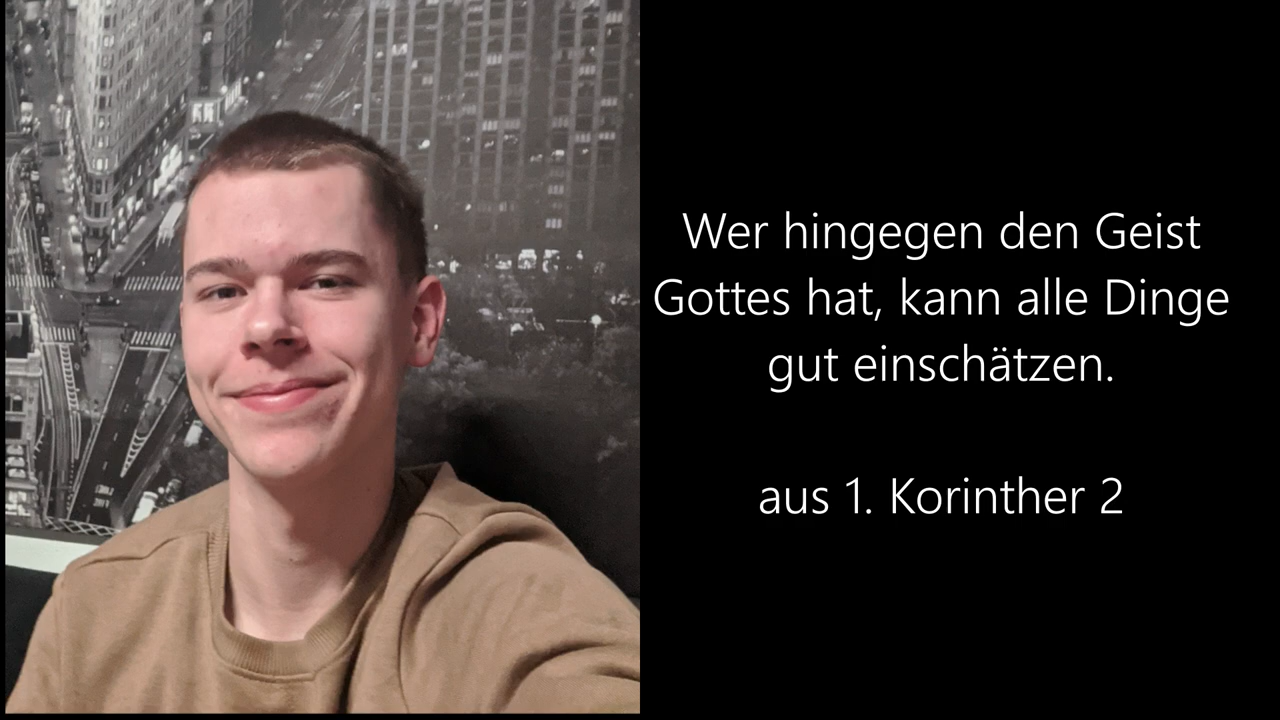 Wer hingegen den Geist
Gottes hat, kann alle Dinge
gut einschätzen.
aus 1. Korinther 2